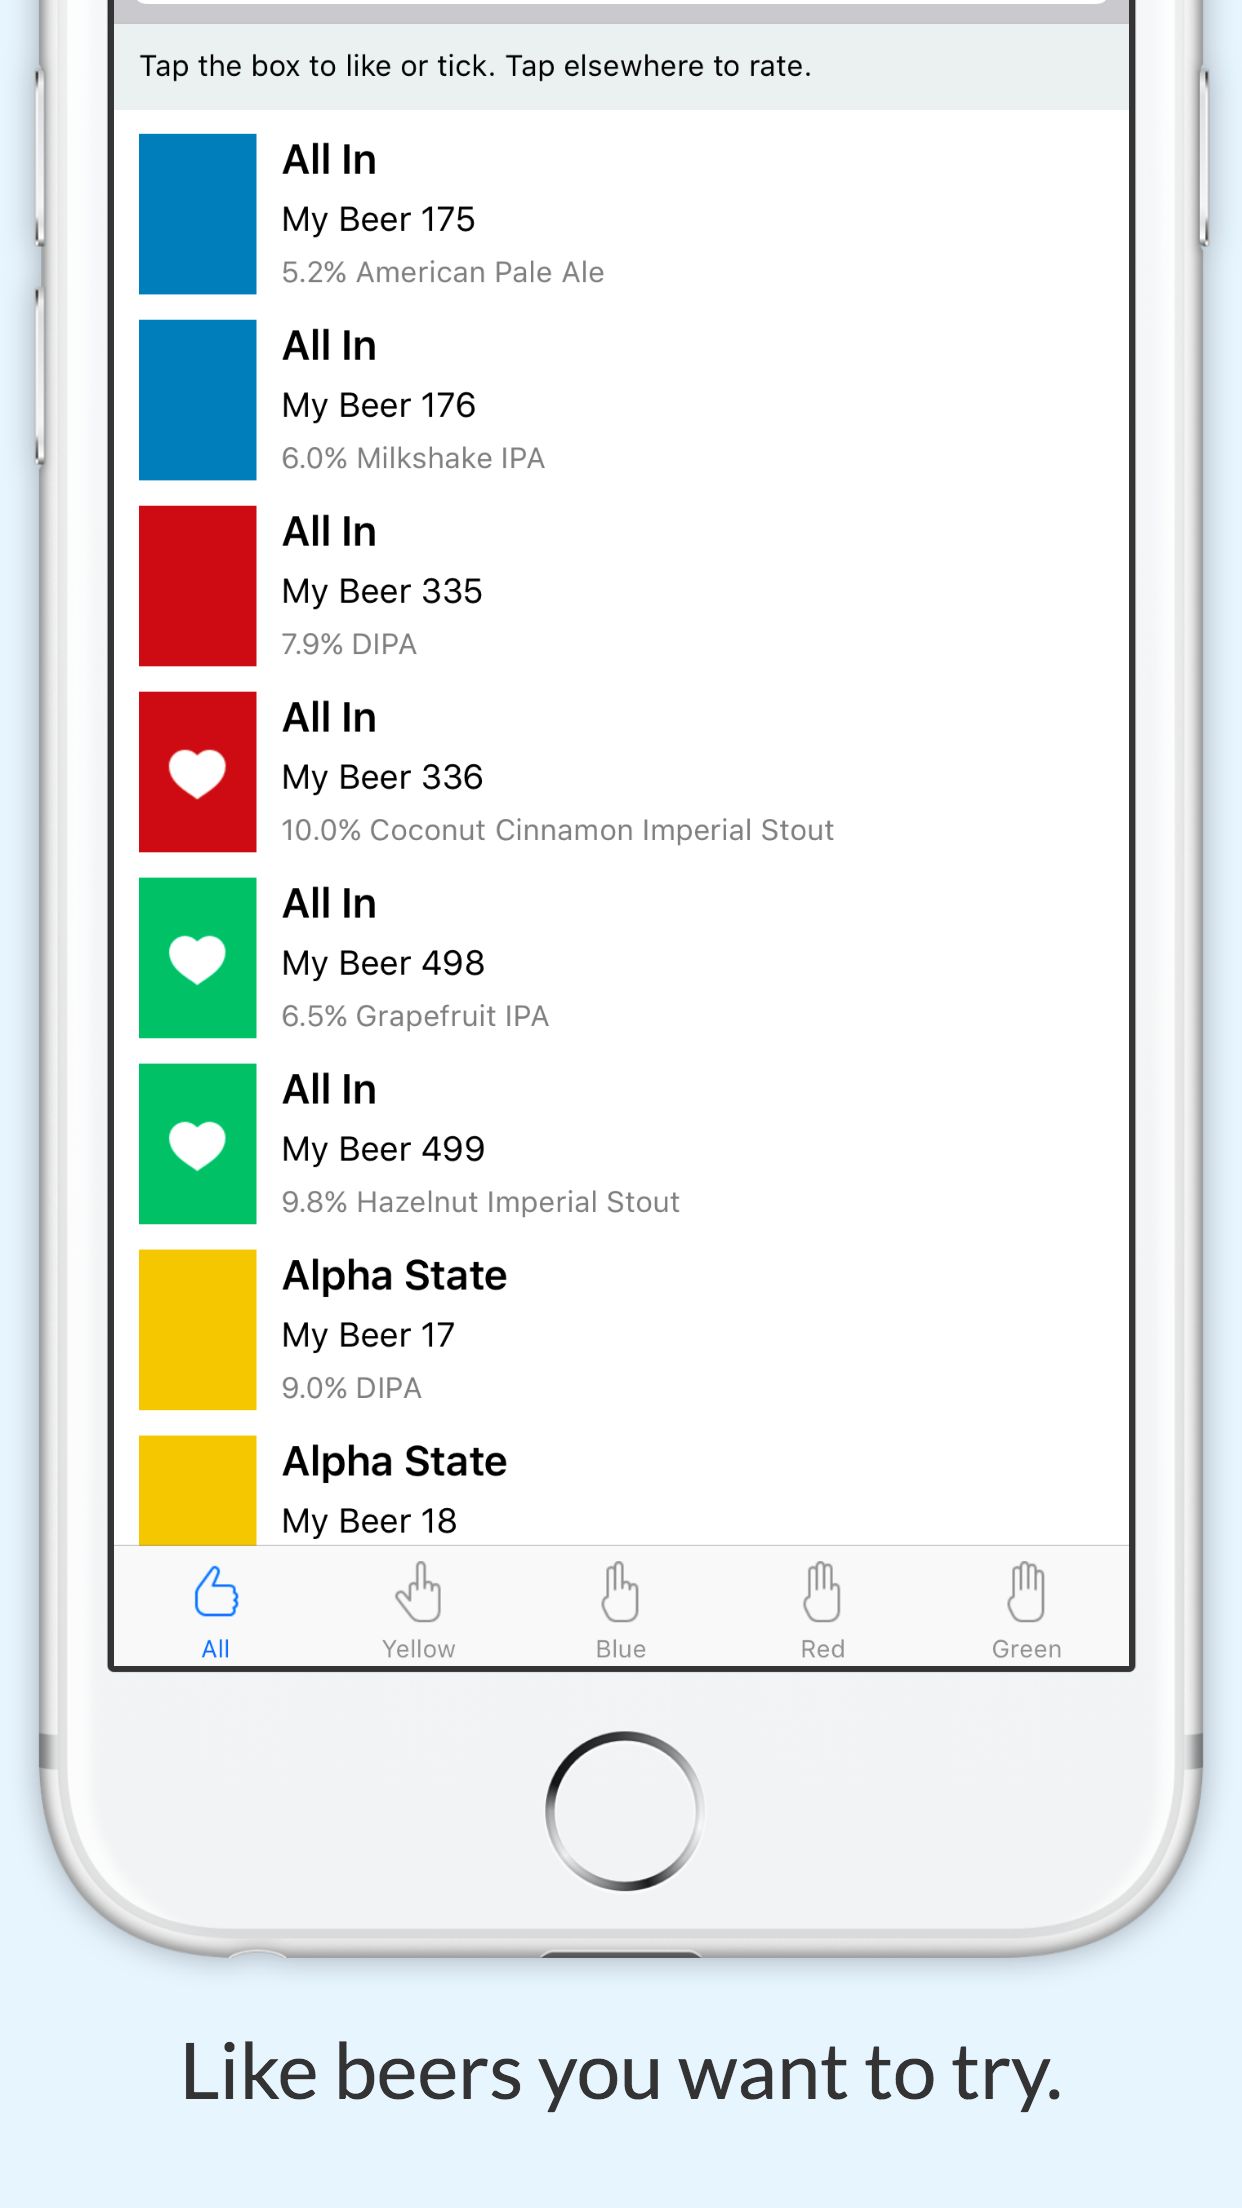 Tap the box to like or tick. Tap elsewhere to rate.
All In
My Beer 175
5.2% American Pale Ale
All In
My Beer 176
6.0% Milkshake IPA
All In
My Beer 335
7.9% DIPA
All In
My Beer 336
10.0% Coconut Cinnamon Imperial Stout
All In
My Beer 498
6.5% Grapefruit IPA
All In
My Beer 499
9.8% Hazelnut Imperial Stout
Alpha State
My Beer 17
9.0% DIPA
Alpha State
My Beer 18
All Yellow Blue Red Green
Like beers you want to try.